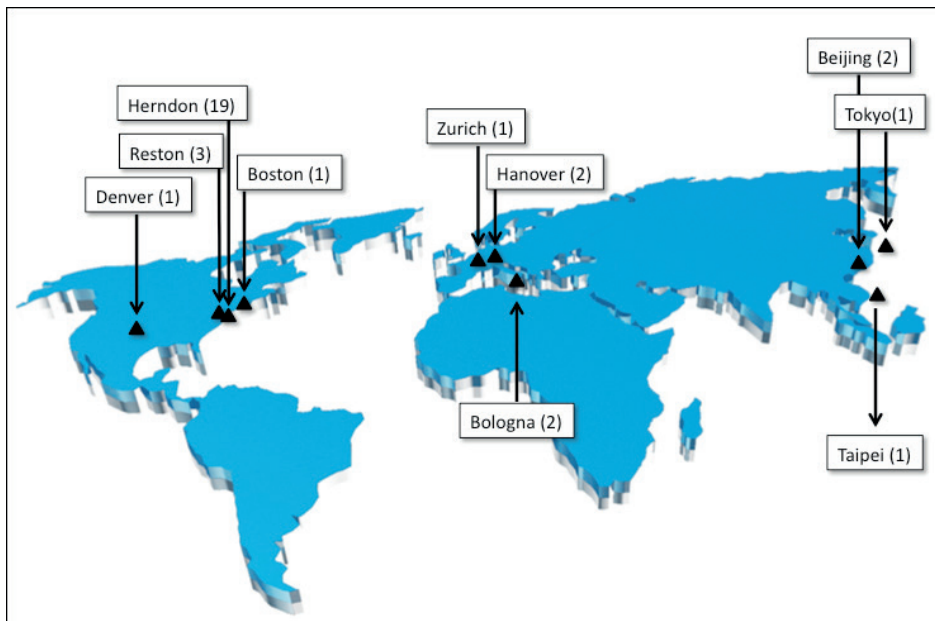 Beijing (2)
Herndon (19)
Tokyo(1)
Zurich (1)
Reston (3)
Boston (1)
Hanover (2)
Denver (1)
Bologna (2)
Taipei (1)